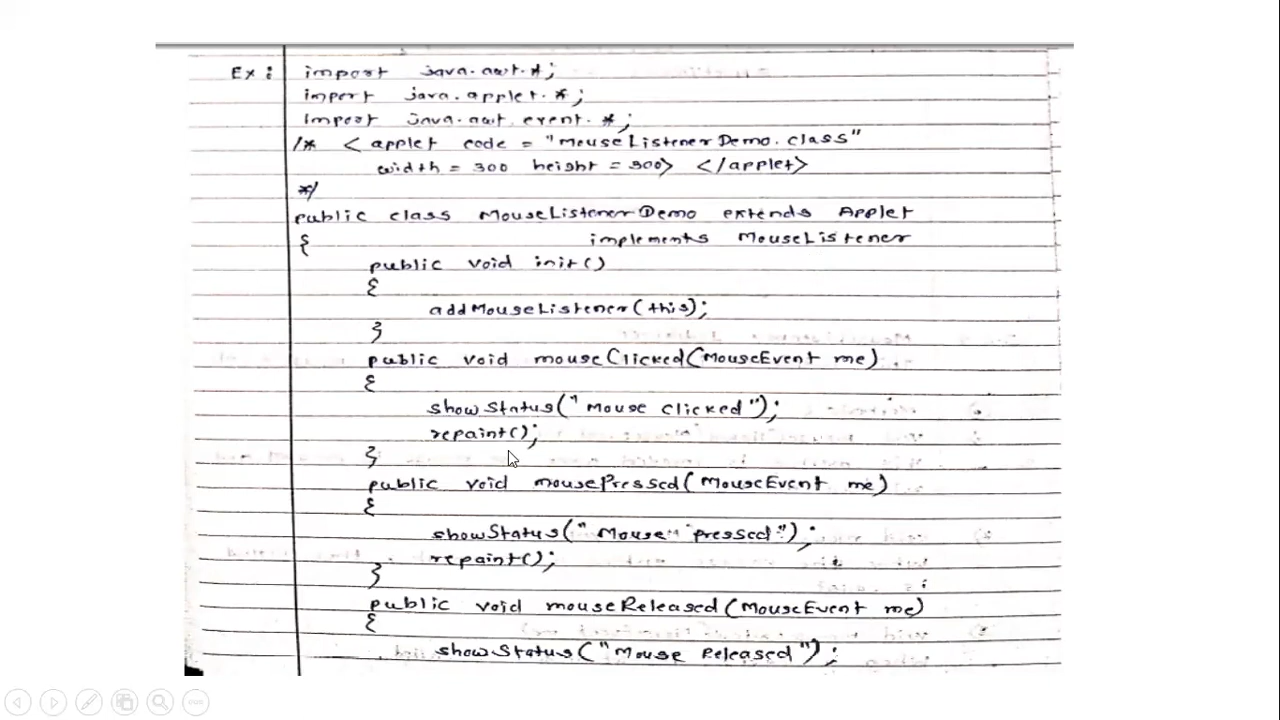 Ex: import java.awt.*;
import java.applet.*;
import java.awt.event.*;
/* <applet code = "MouseListenerDemo.class"
width = 300 height = 300> </applet>
*/
public class MouseListenerDemo extends Applet
{ implements MouseListener
public void init()
{
addMouseListener(this);
}
public void mouseClicked(MouseEvent me)
{
showStatus("Mouse Clicked");
repaint();
}
public void mousePressed(MouseEvent me)
{
showStatus("Mouse Pressed");
repaint();
}
public void mouseReleased(MouseEvent me)
{
showStatus("Mouse Released");